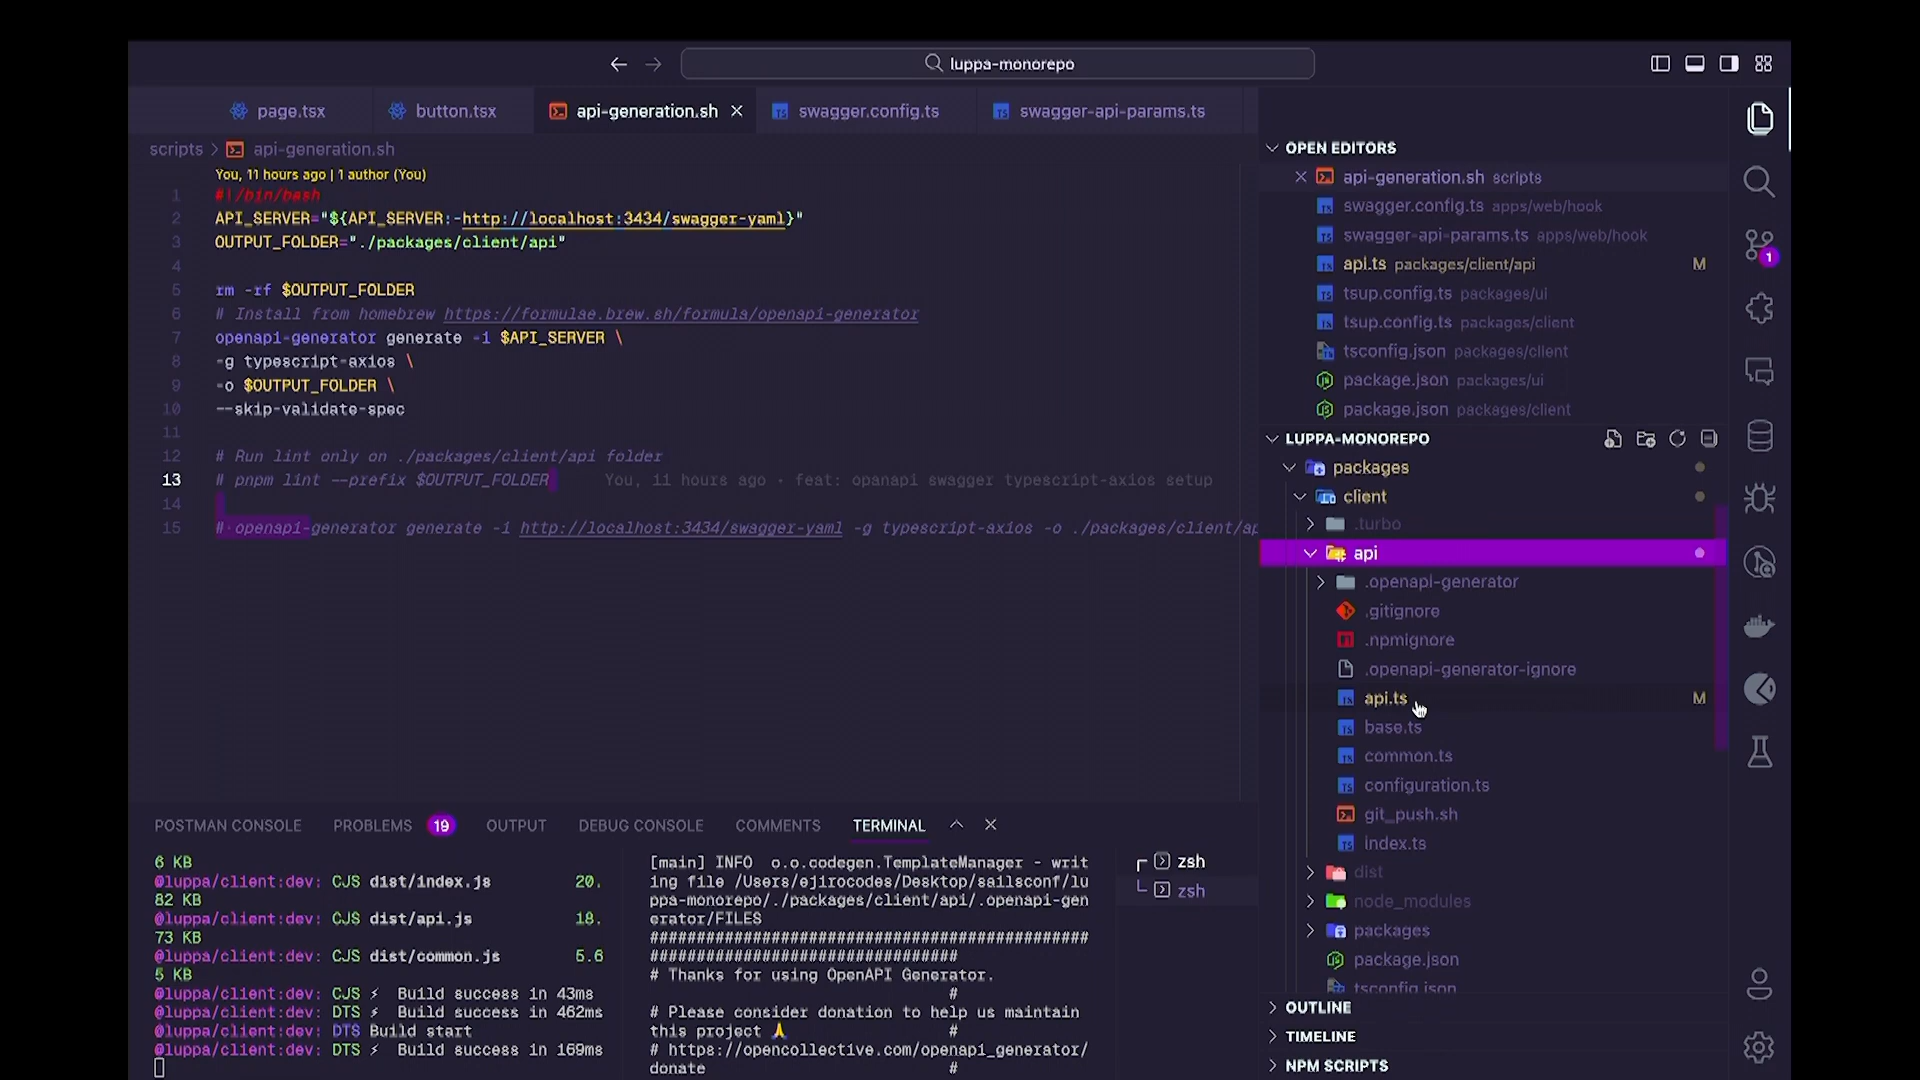 luppa-monorepo
page.tsx
button.tsx
api-generation.sh
swagger.config.ts
swagger-api-params.ts
scripts > api-generation.sh
You, 11 hours ago | 1 author (You)
1 #!/bin/bash
2 API_SERVER="${API_SERVER:-http://localhost:3434/swagger-yaml}"
3 OUTPUT_FOLDER="./packages/client/api"
4
5 rm -rf $OUTPUT_FOLDER
6 # Install from homebrew https://formulae.brew.sh/formula/openapi-generator
7 openapi-generator generate -i $API_SERVER \
8 -g typescript-axios \
9 -o $OUTPUT_FOLDER \
10 --skip-validate-spec
11
12 # Run lint only on ./packages/client/api folder
13 # pnpm lint --prefix $OUTPUT_FOLDER You, 11 hours ago • feat: opanapi swagger typescript-axios setup
14
15 # openapi-generator generate -i http://localhost:3434/swagger-yaml -g typescript-axios -o ./packages/client/ap
POSTMAN CONSOLE
PROBLEMS 19
OUTPUT
DEBUG CONSOLE
COMMENTS
TERMINAL
6 KB
@luppa/client:dev: CJS dist/index.js 20.
82 KB
@luppa/client:dev: CJS dist/api.js 18.
73 KB
@luppa/client:dev: CJS dist/common.js 5.6
5 KB
@luppa/client:dev: CJS ⚡ Build success in 43ms
@luppa/client:dev: DTS ⚡ Build success in 462ms
@luppa/client:dev: DTS Build start
@luppa/client:dev: DTS ⚡ Build success in 169ms
[main] INFO o.o.codegen.TemplateManager - writ
ing file /Users/ejirocodes/Desktop/sailsconf/lu
ppa-monorepo/./packages/client/api/.openapi-gen
erator/FILES
###############################################
#################################
# Thanks for using OpenAPI Generator.
#
# Please consider donation to help us maintain
this project 🙏 #
# https://opencollective.com/openapi_generator/
donate #
zsh
zsh
OPEN EDITORS
api-generation.sh scripts
swagger.config.ts apps/web/hook
swagger-api-params.ts apps/web/hook
api.ts packages/client/api M
tsup.config.ts packages/ui
tsup.config.ts packages/client
tsconfig.json packages/client
package.json packages/ui
package.json packages/client
LUPPA-MONOREPO
packages
client
.turbo
api
.openapi-generator
.gitignore
.npmignore
.openapi-generator-ignore
api.ts M
base.ts
common.ts
configuration.ts
git_push.sh
index.ts
dist
node_modules
packages
package.json
tsconfig.json
OUTLINE
TIMELINE
NPM SCRIPTS
1